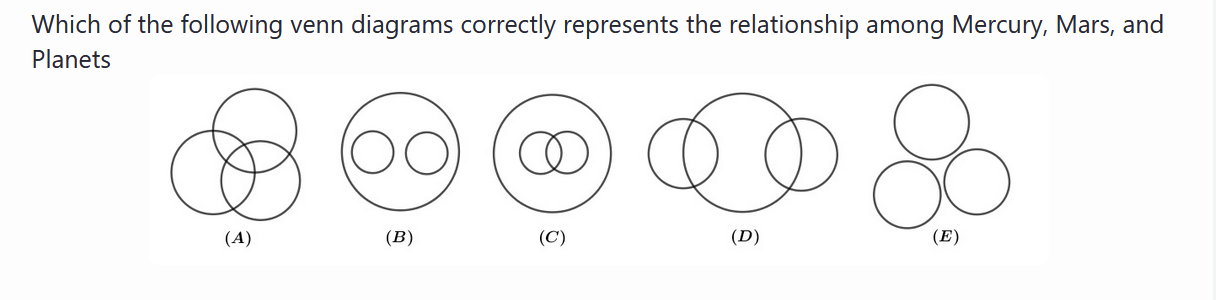 Which of the following venn diagrams correctly represents the relationship among Mercury, Mars, and
Planets
(A) (B) (C) (D) (E)